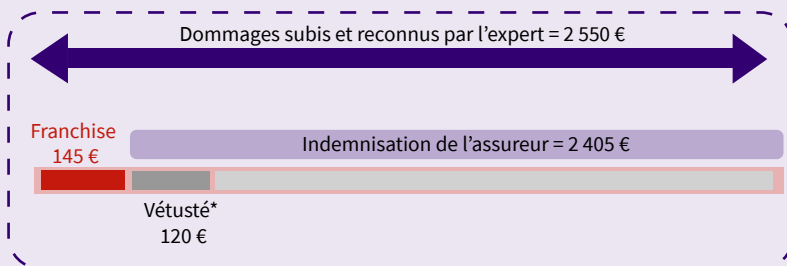 Dommages subis et reconnus par l’expert = 2 550 €
Franchise
145 €
Indemnisation de l’assureur = 2 405 €
Vétusté*
120 €